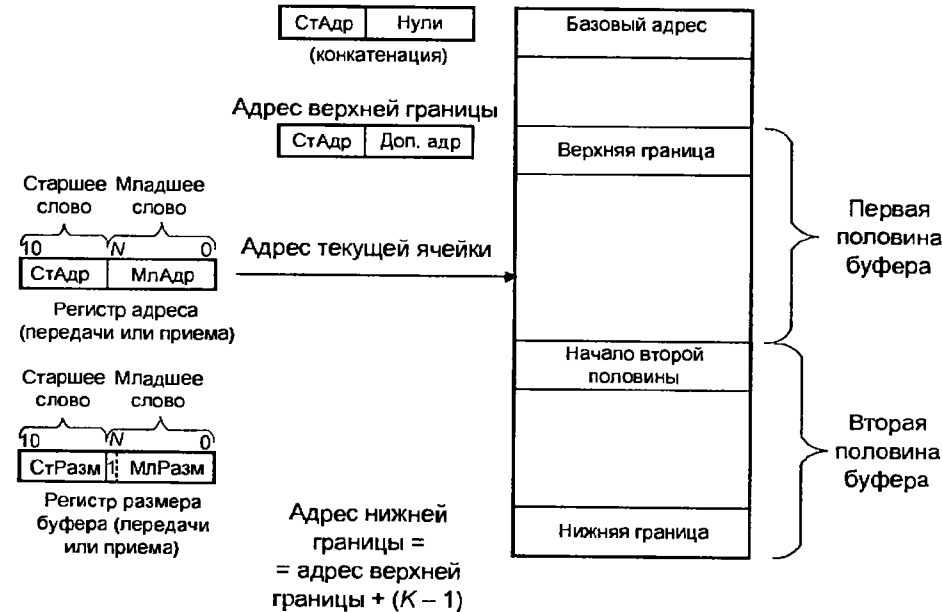 СтАдр Нули
(конкатенация)
Базовый адрес
Адрес верхней границы
СтАдр Доп. адр
Верхняя граница
Старшее Младшее
слово слово
10 N 0
СтАдр МлАдр
Регистр адреса
(передачи или приема)
Адрес текущей ячейки
Первая
половина
буфера
Начало второй
половины
Старшее Младшее
слово слово
10 N 0
СтРазм 1 МлРазм
Регистр размера
буфера (передачи
или приема)
Вторая
половина
буфера
Адрес нижней
границы =
= адрес верхней
границы + (K – 1)
Нижняя граница